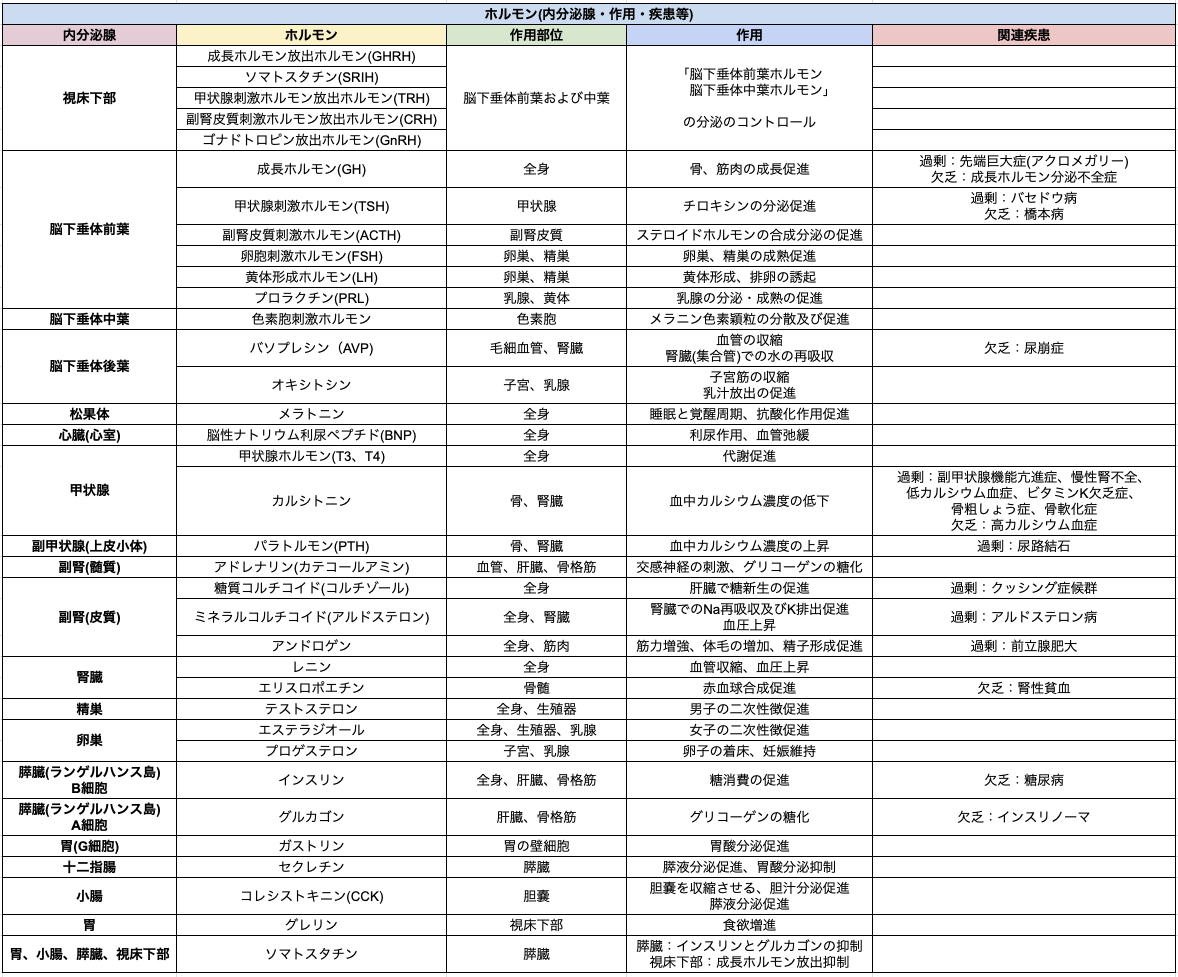 ホルモン(内分泌腺・作用・疾患等)
内分泌腺 ホルモン 作用部位 作用 関連疾患
視床下部
成長ホルモン放出ホルモン(GHRH)
ソマトスタチン(SRIH)
甲状腺刺激ホルモン放出ホルモン(TRH)
副腎皮質刺激ホルモン放出ホルモン(CRH)
ゴナドトロピン放出ホルモン(GnRH)
脳下垂体前葉および中葉
「脳下垂体前葉ホルモン
脳下垂体中葉ホルモン」
の分泌のコントロール
脳下垂体前葉
成長ホルモン(GH) 全身 骨、筋肉の成長促進
過剰：先端巨大症(アクロメガリー)
欠乏：成長ホルモン分泌不全症
甲状腺刺激ホルモン(TSH) 甲状腺 チロキシンの分泌促進
過剰：バセドウ病
欠乏：橋本病
副腎皮質刺激ホルモン(ACTH) 副腎皮質 ステロイドホルモンの合成分泌の促進
卵胞刺激ホルモン(FSH) 卵巣、精巣 卵巣、精巣の成熟促進
黄体形成ホルモン(LH) 卵巣、精巣 黄体形成、排卵の誘起
プロラクチン(PRL) 乳腺、黄体 乳腺の分泌・成熟の促進
脳下垂体中葉 色素胞刺激ホルモン 色素胞 メラニン色素顆粒の分散及び促進
脳下垂体後葉
バソプレシン（AVP) 毛細血管、腎臓
血管の収縮
腎臓(集合管)での水の再吸収
欠乏：尿崩症
オキシトシン 子宮、乳腺
子宮筋の収縮
乳汁放出の促進
松果体 メラトニン 全身 睡眠と覚醒周期、抗酸化作用促進
心臓(心室) 脳性ナトリウム利尿ペプチド(BNP) 全身 利尿作用、血管弛緩
甲状腺
甲状腺ホルモン(T3、T4) 全身 代謝促進
カルシトニン 骨、腎臓 血中カルシウム濃度の低下
過剰：副甲状腺機能亢進症、慢性腎不全、
低カルシウム血症、ビタミンK欠乏症、
骨粗しょう症、骨軟化症
欠乏：高カルシウム血症
副甲状腺(上皮小体) パラトルモン(PTH) 骨、腎臓 血中カルシウム濃度の上昇 過剰：尿路結石
副腎(髄質) アドレナリン(カテコールアミン) 血管、肝臓、骨格筋 交感神経の刺激、グリコーゲンの糖化
副腎(皮質)
糖質コルチコイド(コルチゾール) 全身 肝臓で糖新生の促進 過剰：クッシング症候群
ミネラルコルチコイド(アルドステロン) 全身、腎臓
腎臓でのNa再吸収及びK排出促進
血圧上昇
過剰：アルドステロン病
アンドロゲン 全身、筋肉 筋力増強、体毛の増加、精子形成促進 過剰：前立腺肥大
腎臓
レニン 全身 血管収縮、血圧上昇
エリスロポエチン 骨髄 赤血球合成促進 欠乏：腎性貧血
精巣 テストステロン 全身、生殖器 男子の二次性徴促進
卵巣
エステラジオール 全身、生殖器、乳腺 女子の二次性徴促進
プロゲステロン 子宮、乳腺 卵子の着床、妊娠維持
膵臓(ランゲルハンス島)
B細胞
インスリン 全身、肝臓、骨格筋 糖消費の促進 欠乏：糖尿病
膵臓(ランゲルハンス島)
A細胞
グルカゴン 肝臓、骨格筋 グリコーゲンの糖化 欠乏：インスリノーマ
胃(G細胞) ガストリン 胃の壁細胞 胃酸分泌促進
十二指腸 セクレチン 膵臓 膵液分泌促進、胃酸分泌抑制
小腸 コレシストキニン(CCK) 胆嚢
胆嚢を収縮させる、胆汁分泌促進
膵液分泌促進
胃 グレリン 視床下部 食欲増進
胃、小腸、膵臓、視床下部 ソマトスタチン 膵臓
膵臓：インスリンとグルカゴンの抑制
視床下部：成長ホルモン放出抑制